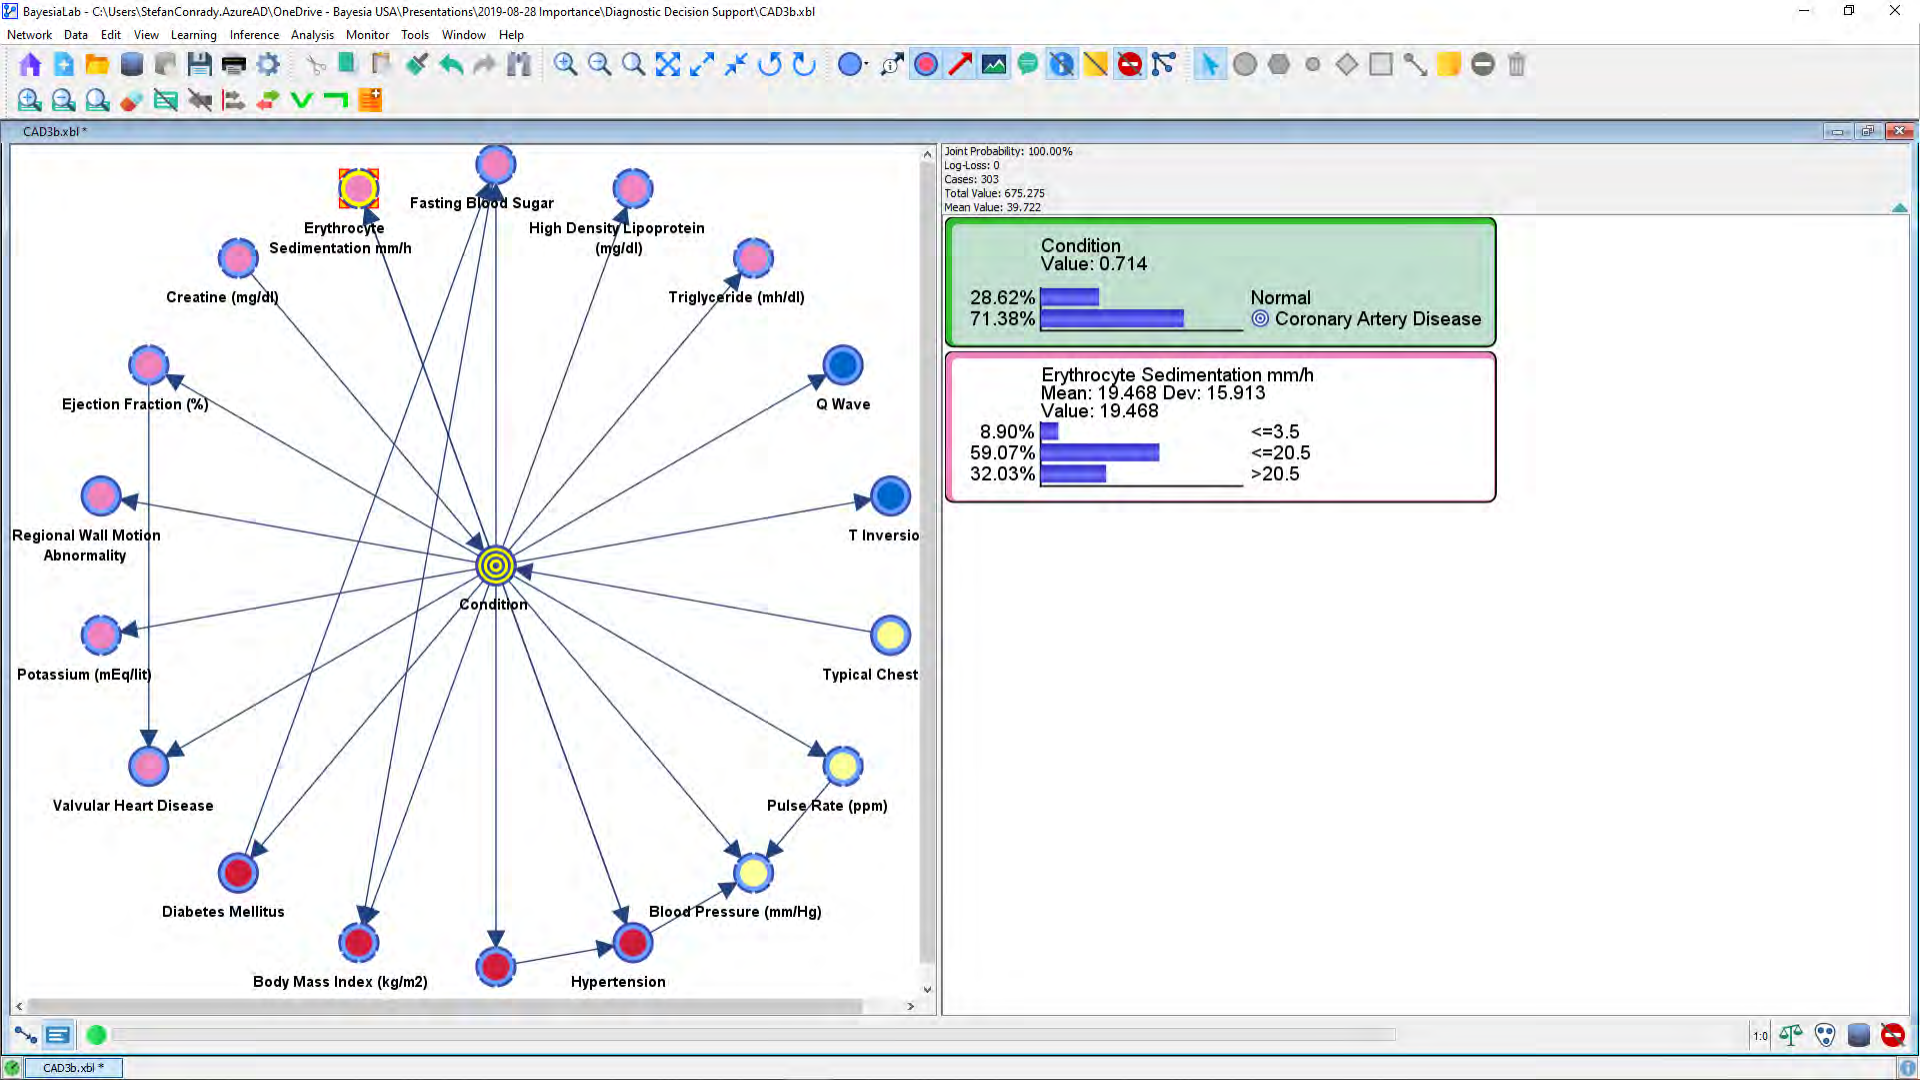 BayesiaLab - C:\Users\StefanConrady.AzureAD\OneDrive - Bayesia USA\Presentations\2019-08-28 Importance\Diagnostic Decision Support\CAD3b.xbl
Network Data Edit View Learning Inference Analysis Monitor Tools Window Help
CAD3b.xbl *
Joint Probability: 100.00%
Log-Loss: 0
Cases: 303
Total Value: 675.275
Mean Value: 39.722
Condition
Value: 0.714
28.62% Normal
71.38% Coronary Artery Disease
Erythrocyte Sedimentation mm/h
Mean: 19.468 Dev: 15.913
Value: 19.468
8.90% <=3.5
59.07% <=20.5
32.03% >20.5
Fasting Blood Sugar
Erythrocyte
Sedimentation mm/h
High Density Lipoprotein
(mg/dl)
Creatine (mg/dl)
Triglyceride (mh/dl)
Ejection Fraction (%)
Q Wave
Regional Wall Motion
Abnormality
T Inversio
Condition
Potassium (mEq/lit)
Typical Chest
Valvular Heart Disease
Pulse Rate (ppm)
Diabetes Mellitus
Blood Pressure (mm/Hg)
Body Mass Index (kg/m2)
Hypertension
1:0
CAD3b.xbl *